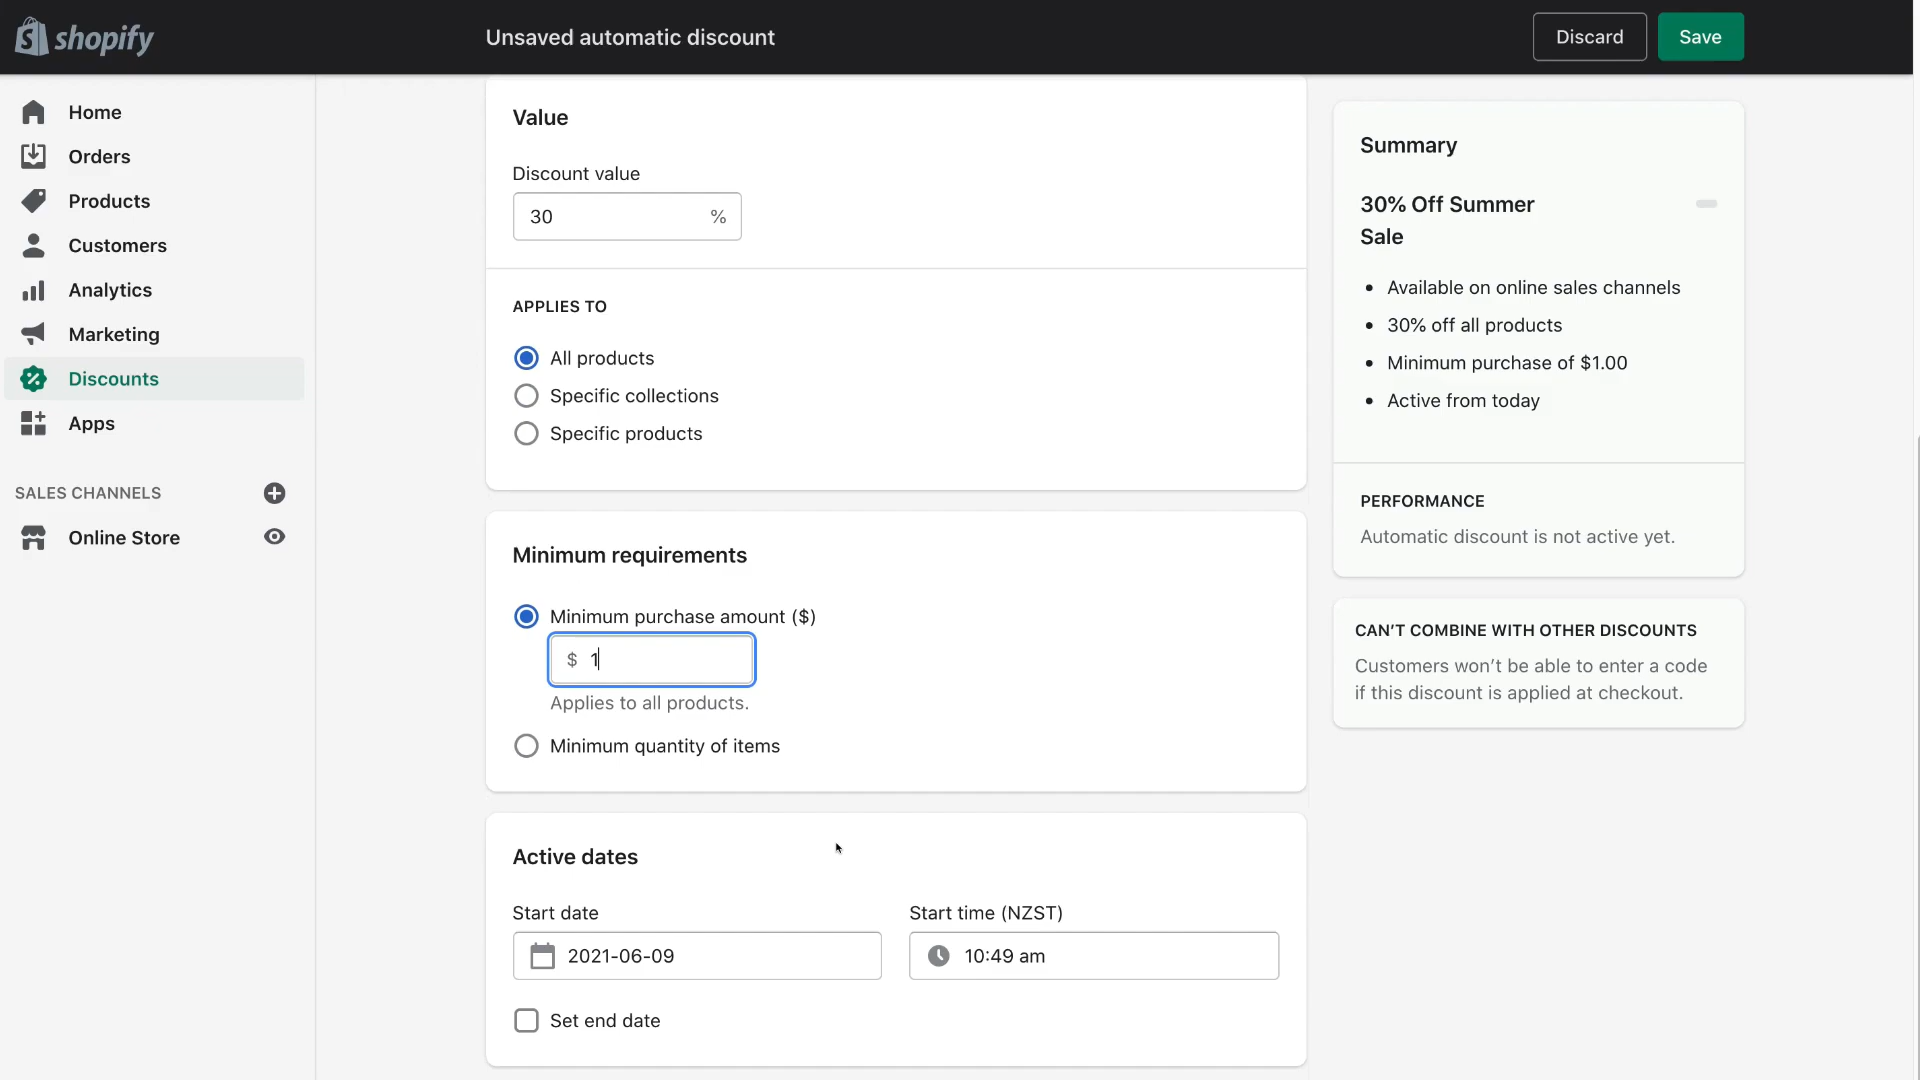 shopify
Unsaved automatic discount
Discard
Save
Home
Orders
Products
Customers
Analytics
Marketing
Discounts
Apps
SALES CHANNELS
Online Store
Value
Discount value
30 %
APPLIES TO
All products
Specific collections
Specific products
Minimum requirements
Minimum purchase amount ($)
$ 1
Applies to all products.
Minimum quantity of items
Active dates
Start date
Start time (NZST)
2021-06-09
10:49 am
Set end date
Summary
30% Off Summer
Sale
• Available on online sales channels
• 30% off all products
• Minimum purchase of $1.00
• Active from today
PERFORMANCE
Automatic discount is not active yet.
CAN’T COMBINE WITH OTHER DISCOUNTS
Customers won’t be able to enter a code
if this discount is applied at checkout.